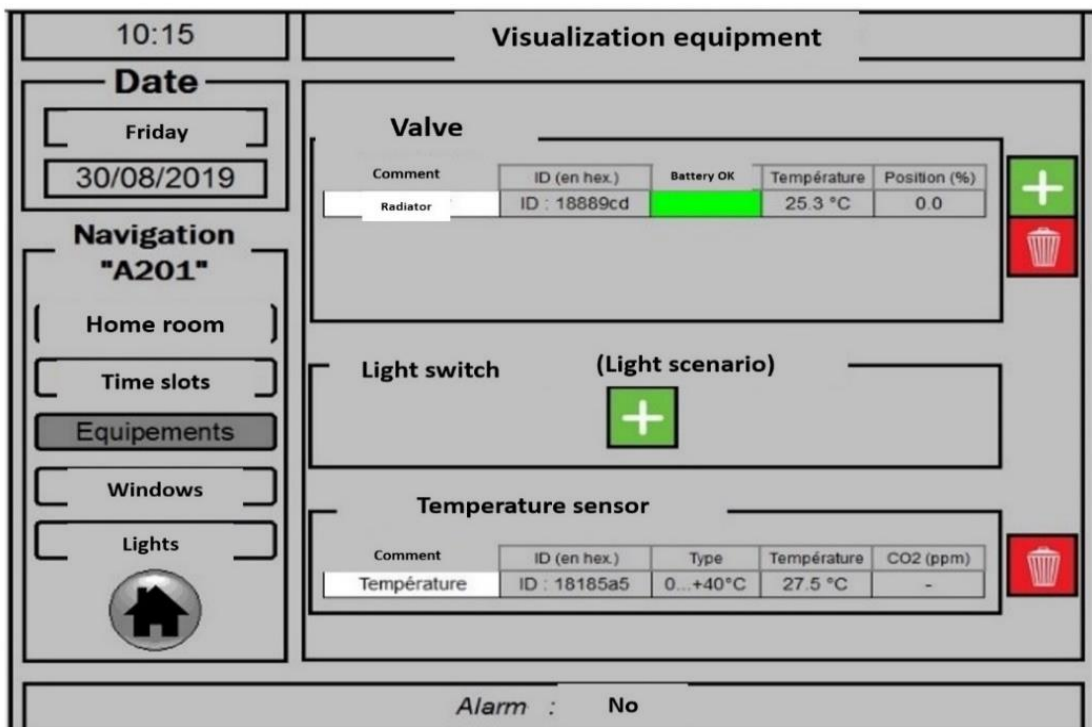 10:15
Visualization equipment
Date
Friday
30/08/2019
Navigation
"A201"
Home room
Time slots
Equipements
Windows
Lights
Valve
Comment ID (en hex.) Battery OK Température Position (%)
Radiator ID : 18889cd 25.3 °C 0.0
Light switch (Light scenario)
Temperature sensor
Comment ID (en hex.) Type Température CO2 (ppm)
Température ID : 18185a5 0...+40°C 27.5 °C -
Alarm : No